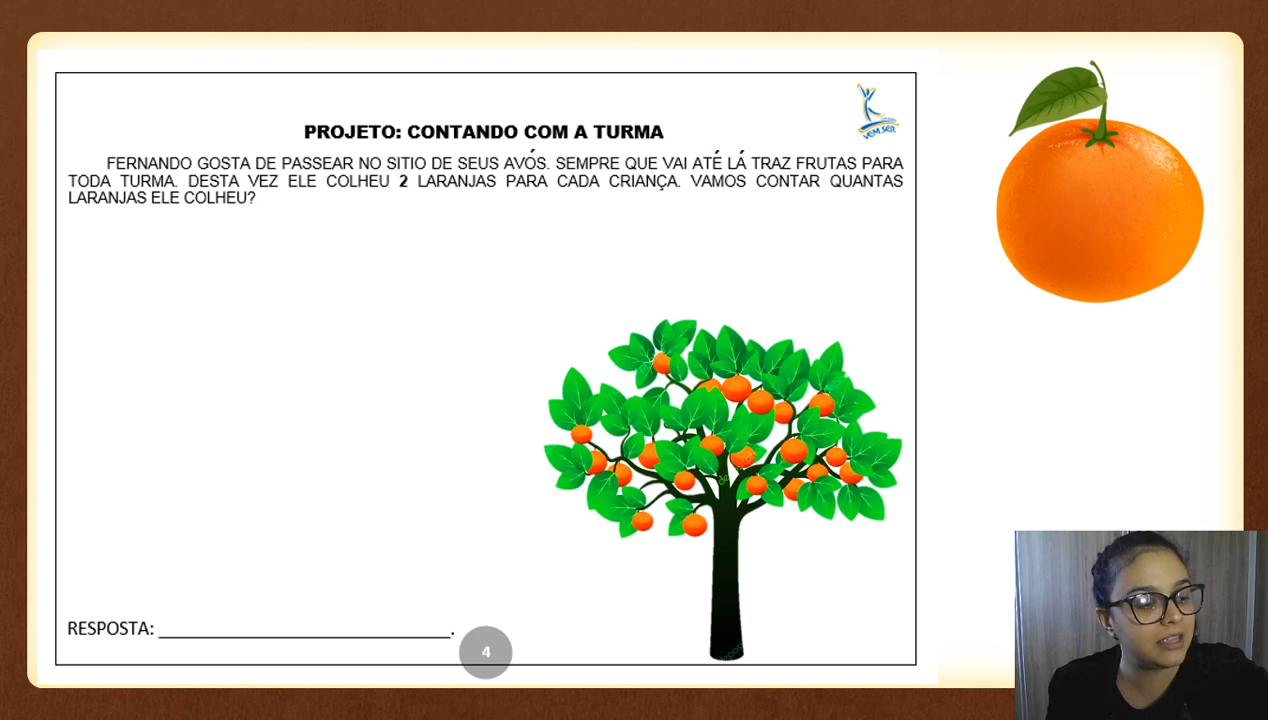 VEM SER
PROJETO: CONTANDO COM A TURMA
FERNANDO GOSTA DE PASSEAR NO SITIO DE SEUS AVÓS. SEMPRE QUE VAI ATÉ LÁ TRAZ FRUTAS PARA
TODA TURMA. DESTA VEZ ELE COLHEU 2 LARANJAS PARA CADA CRIANÇA. VAMOS CONTAR QUANTAS
LARANJAS ELE COLHEU?
RESPOSTA: ______________________________.
4